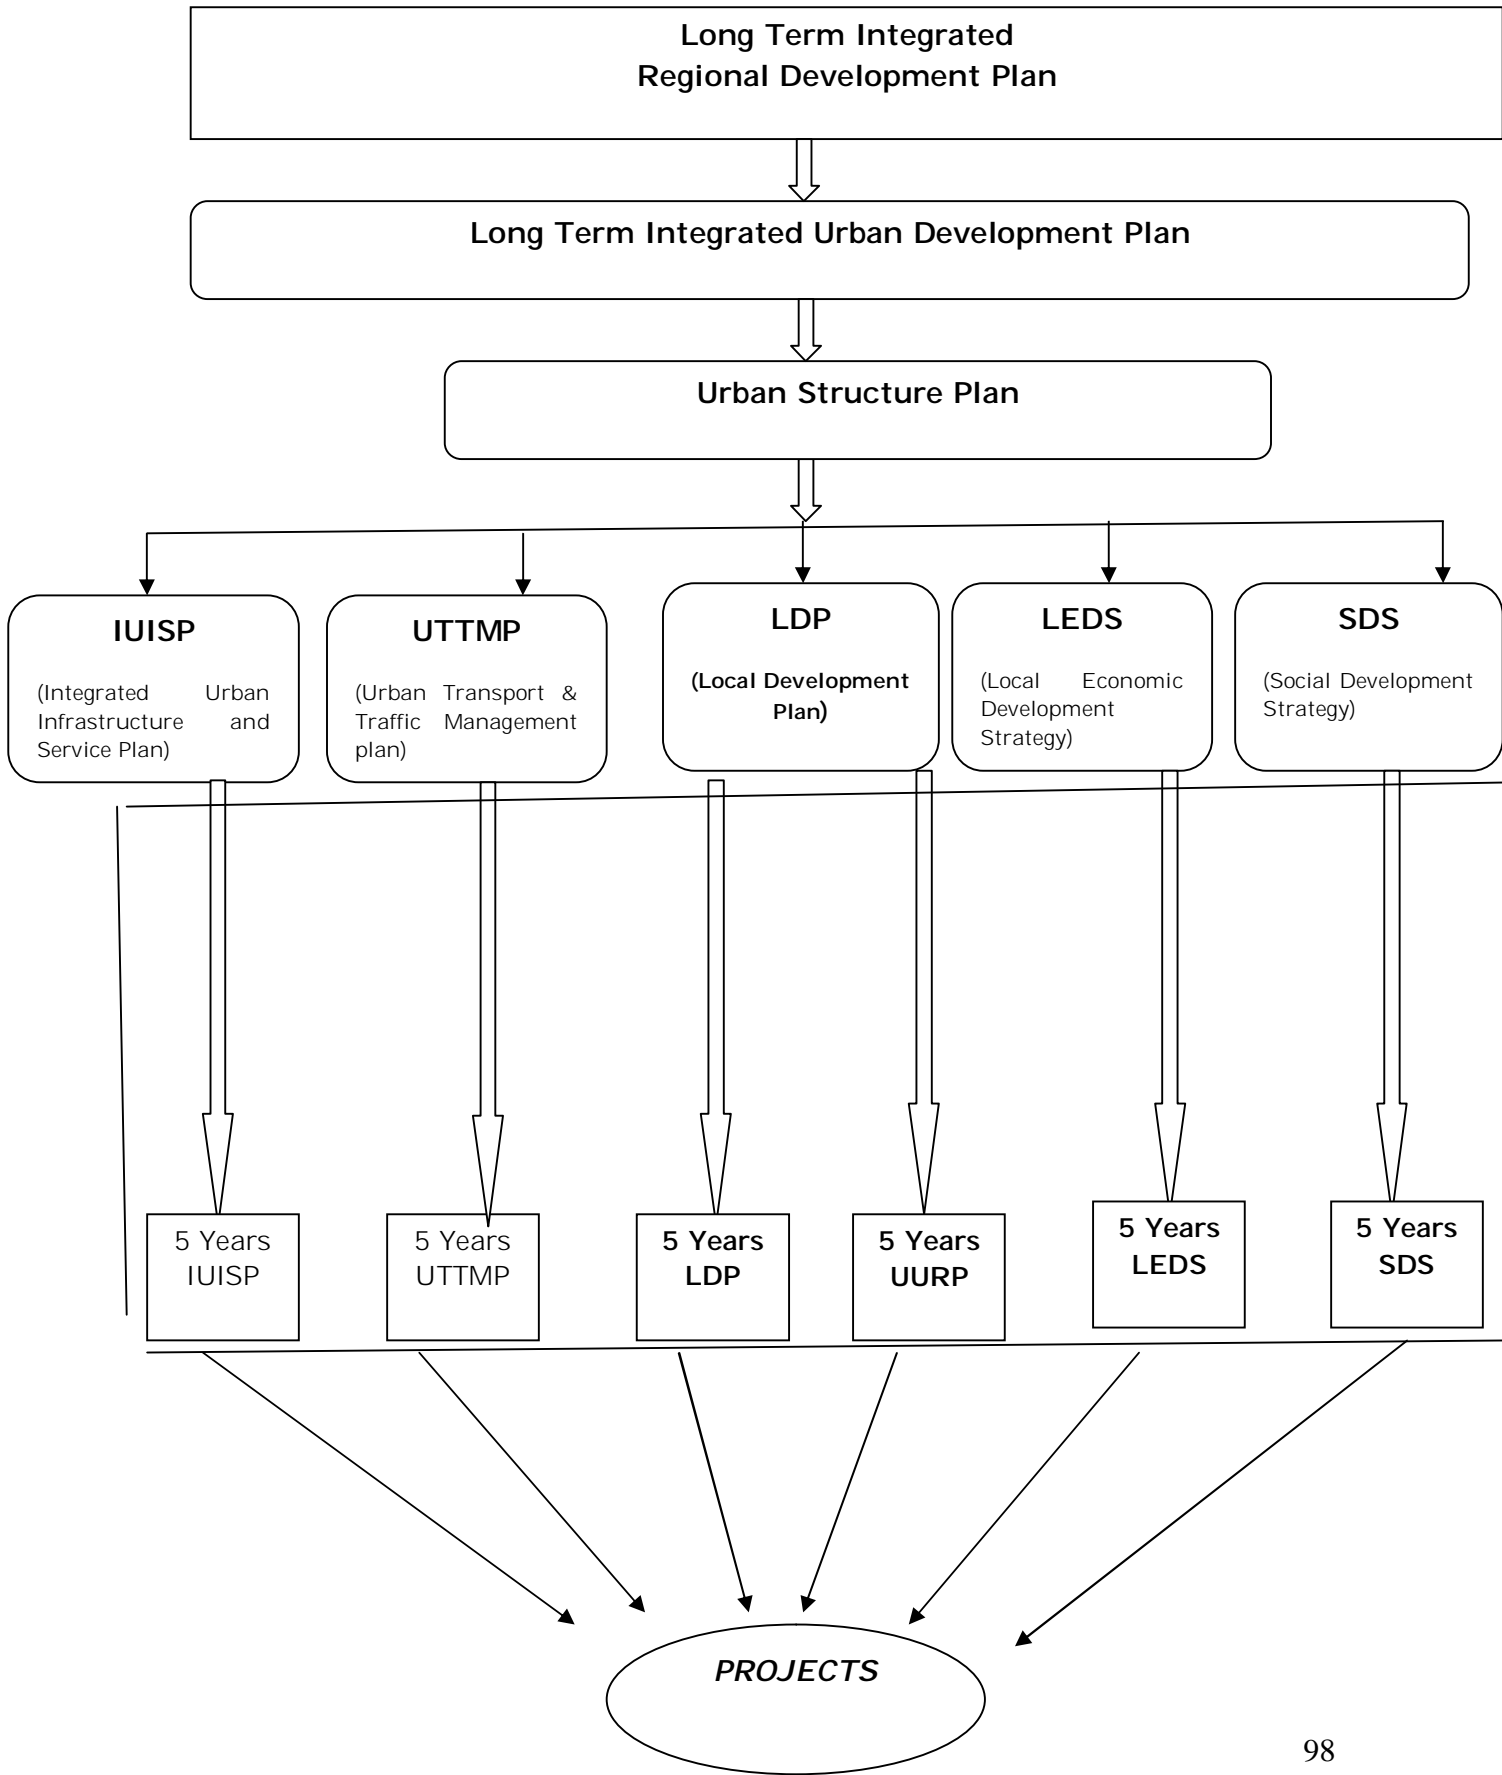 Long Term Integrated
Regional Development Plan
Long Term Integrated Urban Development Plan
Urban Structure Plan
IUISP
(Integrated Urban
Infrastructure and
Service Plan)
UTTMP
(Urban Transport &
Traffic Management
plan)
LDP
(Local Development
Plan)
LEDS
(Local Economic
Development
Strategy)
SDS
(Social Development
Strategy)
5 Years
IUISP
5 Years
UTTMP
5 Years
LDP
5 Years
UURP
5 Years
LEDS
5 Years
SDS
PROJECTS
98